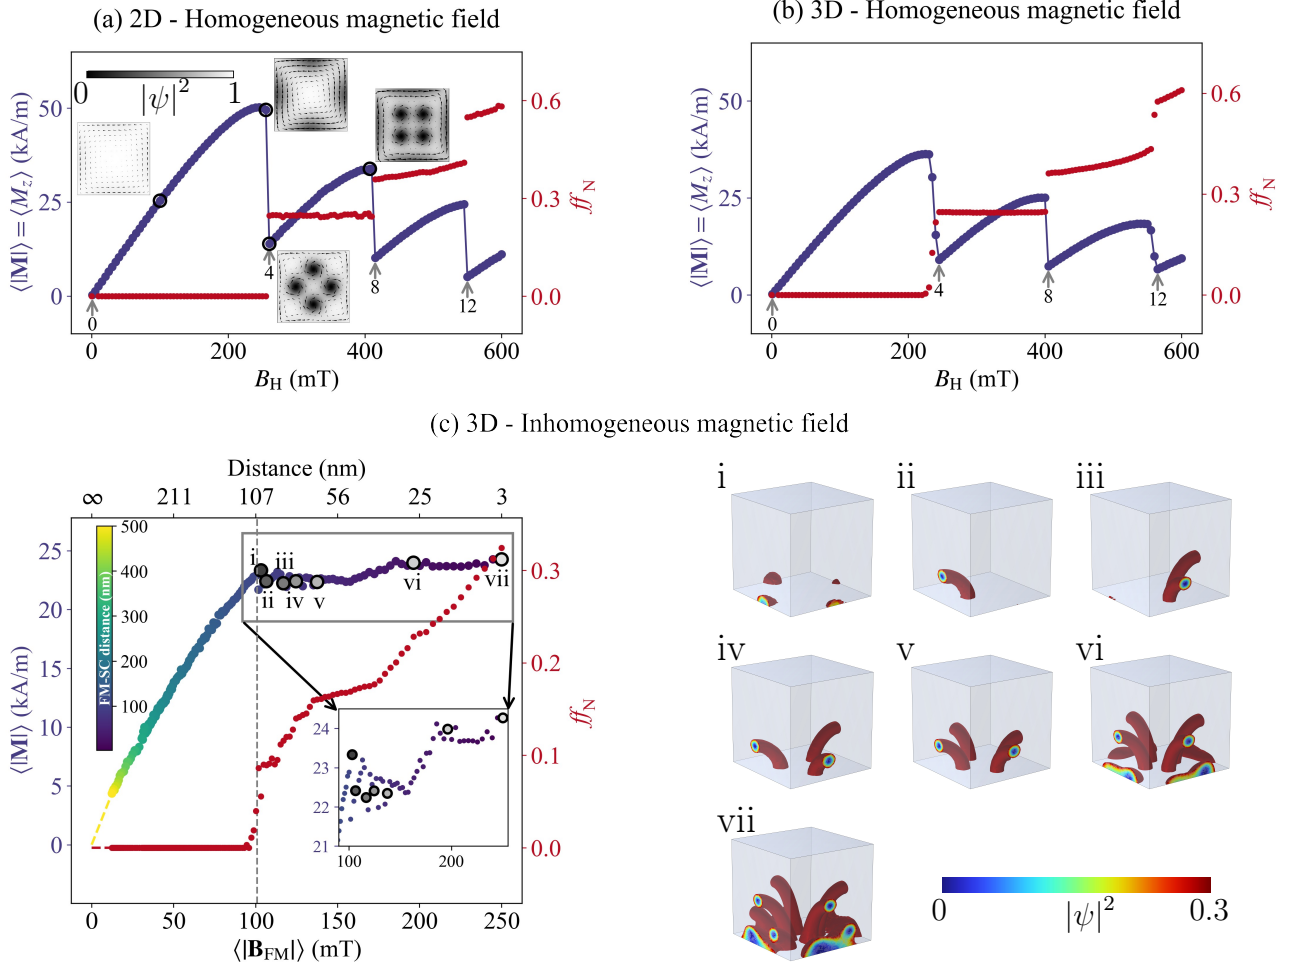 (a) 2D - Homogeneous magnetic field
(b) 3D - Homogeneous magnetic field
0 |ψ|² 1
50
25
0
⟨|M|⟩ = ⟨M_z⟩ (kA/m)
0.6
0.3
0.0
ff_N
0
4
8
12
0 200 400 600
B_H (mT)
50
25
0
⟨|M|⟩ = ⟨M_z⟩ (kA/m)
0.6
0.3
0.0
ff_N
0
4
8
12
0 200 400 600
B_H (mT)
(c) 3D - Inhomogeneous magnetic field
Distance (nm)
∞ 211 107 56 25 3
25
20
15
10
5
0
⟨|M|⟩ (kA/m)
500
400
300
200
100
FM-SC distance (nm)
i
ii
iii
iv
v
vi
vii
0.3
0.2
0.1
0.0
ff_N
24
23
22
21
100 200
0 50 100 150 200 250
⟨|B_FM|⟩ (mT)
i
ii
iii
iv
v
vi
vii
0 |ψ|² 0.3